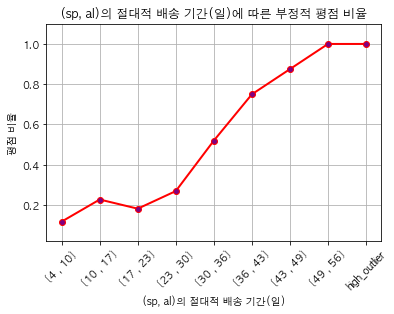 (sp, al)의 절대적 배송 기간(일)에 따른 부정적 평점 비율
평점 비율
1.0
0.8
0.6
0.4
0.2
(4 , 10)
(10 , 17)
(17 , 23)
(23 , 30)
(30 , 36)
(36 , 43)
(43 , 49)
(49 , 56)
hgh_outlier
(sp, al)의 절대적 배송 기간(일)